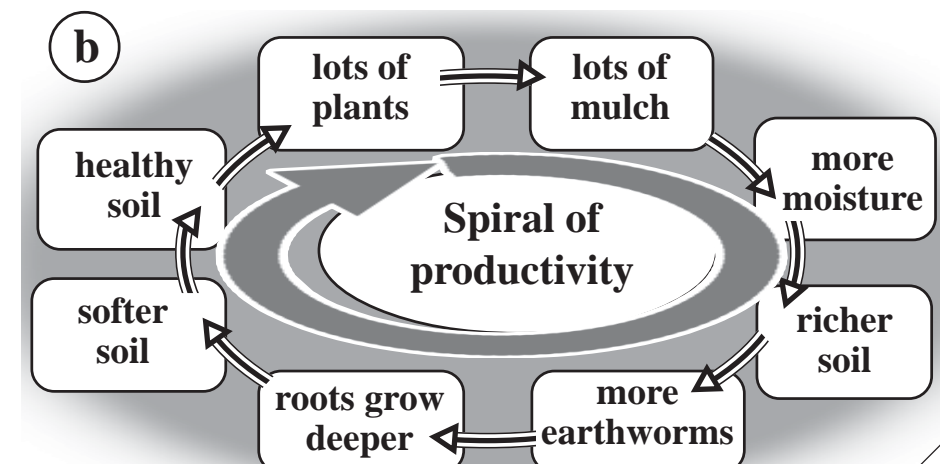 b
lots of
plants
lots of
mulch
more
moisture
richer
soil
more
earthworms
roots grow
deeper
softer
soil
healthy
soil
Spiral of
productivity